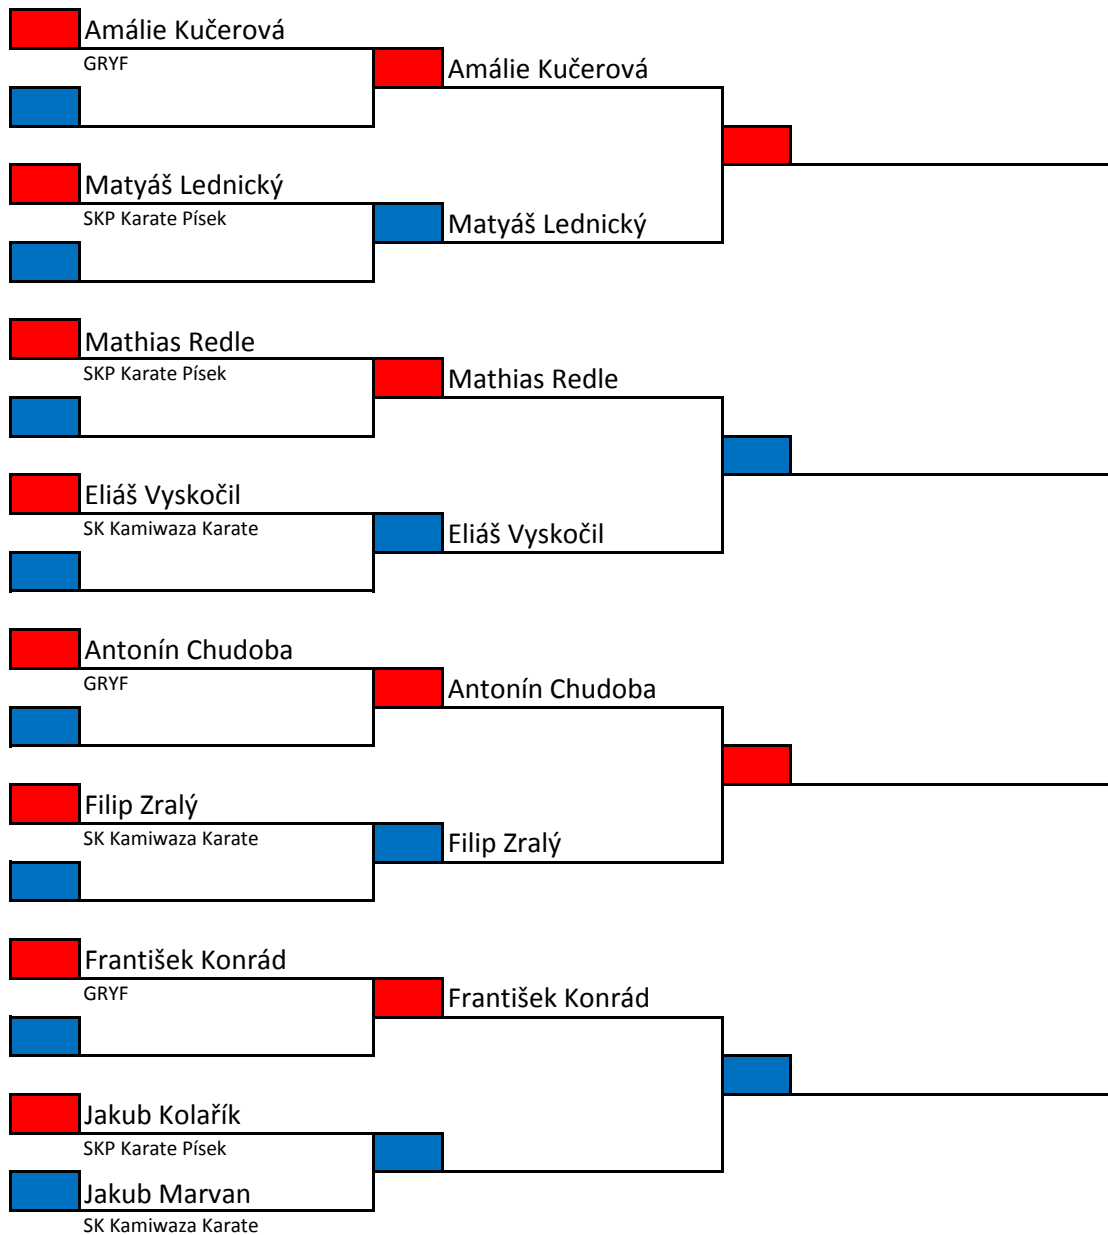 Amálie Kučerová
GRYF
Amálie Kučerová
Matyáš Lednický
SKP Karate Písek
Matyáš Lednický
Mathias Redle
SKP Karate Písek
Mathias Redle
Eliáš Vyskočil
SK Kamiwaza Karate
Eliáš Vyskočil
Antonín Chudoba
GRYF
Antonín Chudoba
Filip Zralý
SK Kamiwaza Karate
Filip Zralý
František Konrád
GRYF
František Konrád
Jakub Kolařík
SKP Karate Písek
Jakub Marvan
SK Kamiwaza Karate